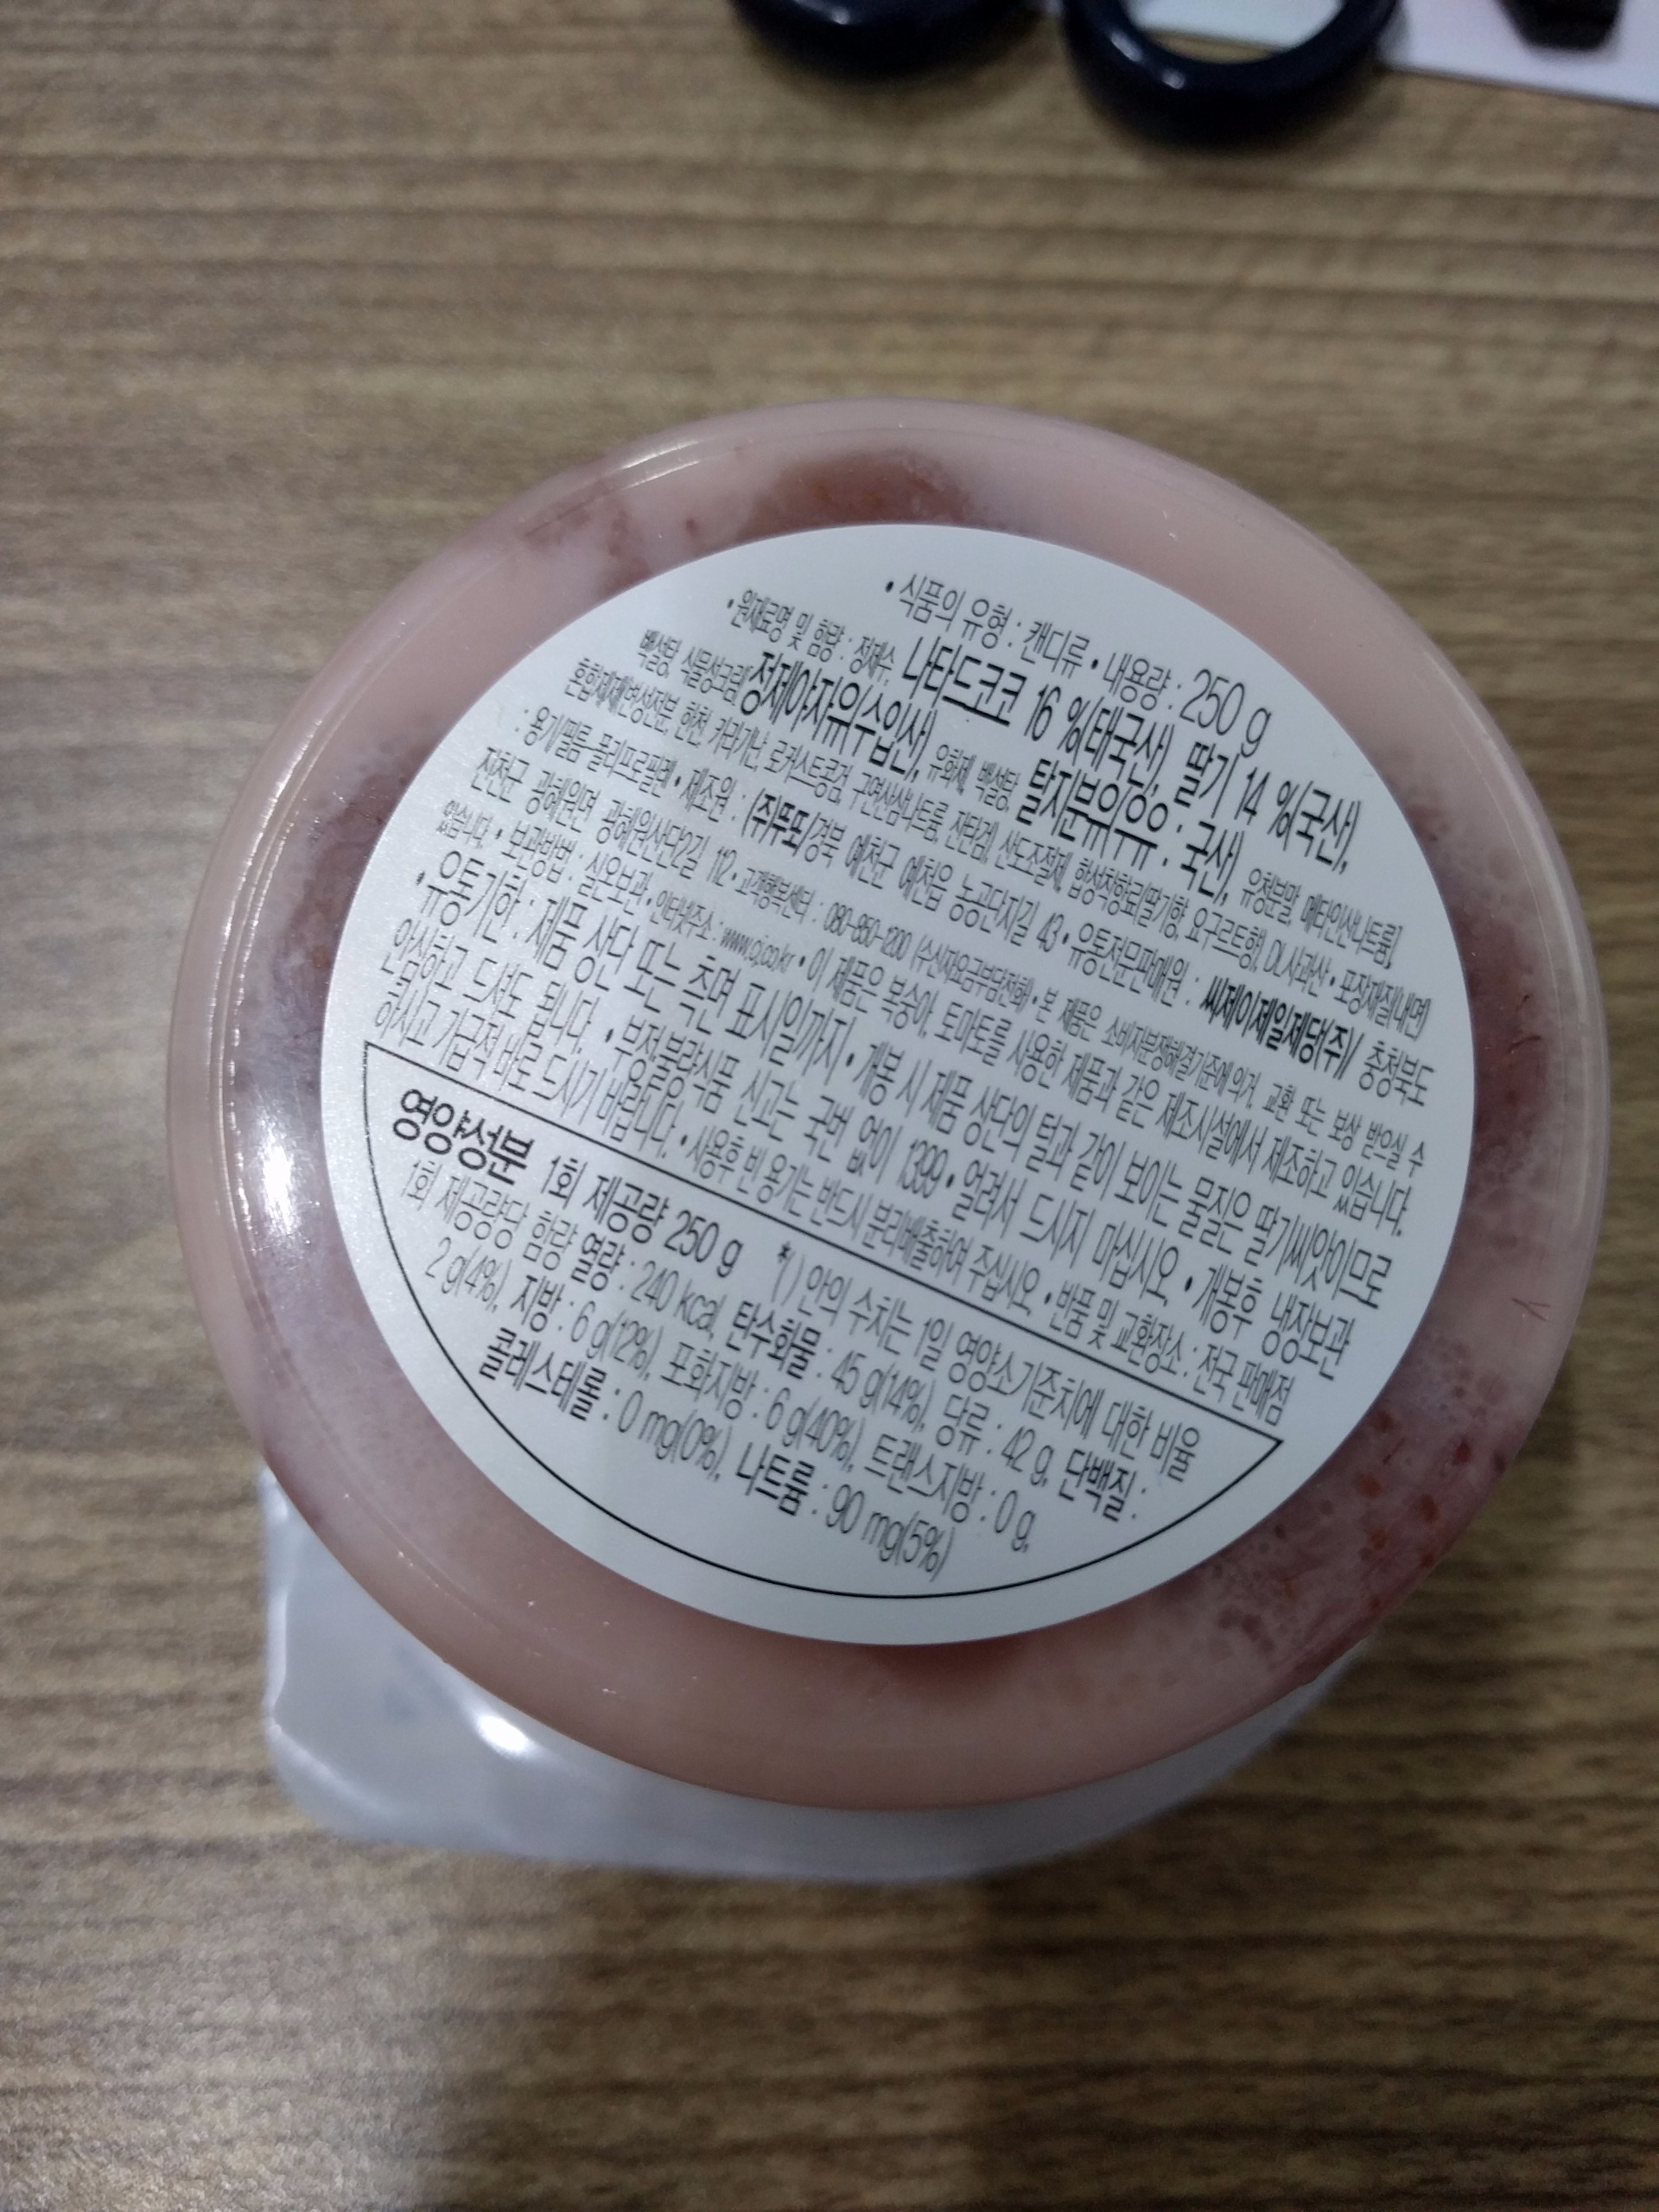 • 식품의 유형 : 캔디류 • 내용량 : 250 g
• 원재료명 및 함량 : 정제수, 나타드코코 16 %(태국산), 딸기 14 %(국산),
백설탕, 식물성크림[정제야자유(수입산), 유화제, 백설탕, 탈지분유(우유 : 국산), 유청분말, 메타인산나트륨],
혼합제제[변성전분, 한천, 카라기난, 로커스트콩검, 구연산삼나트륨, 잔탄검], 산도조절제, 합성착향료(딸기향, 요구르트향), DL사과산 • 포장재질(내면)
: 용기/필름-폴리프로필렌 • 제조원 : (주)뚜또/경북 예천군 예천읍 농공단지길 43 • 유통전문판매원 : 씨제이제일제당(주)/ 충청북도
진천군 광혜원면 광혜원산단2길 112 • 고객행복센터 : 080-850-1200 (수신자요금부담전화) • 본 제품은 소비자분쟁해결기준에 의거, 교환 또는 보상 받으실 수
있습니다. • 보관방법 : 실온보관 • 인터넷주소 : www.cj.co.kr • 이 제품은 복숭아, 토마토를 사용한 제품과 같은 제조시설에서 제조하고 있습니다.
• 유통기한 : 제품 상단 또는 측면 표시일까지 • 개봉 시 제품 상단의 털과 같이 보이는 물질은 딸기씨앗이므로
안심하고 드셔도 됩니다. • 부정·불량식품 신고는 국번 없이 1399 • 얼려서 드시지 마십시오. • 개봉후 냉장보관
하시고 가급적 바로 드시기 바랍니다. • 사용후 빈 용기는 반드시 분리배출하여 주십시오. • 반품 및 교환장소 : 전국 판매점
영양성분 1회 제공량 250 g *( ) 안의 수치는 1일 영양소기준치에 대한 비율
1회 제공량당 함량 열량 : 240 kcal, 탄수화물 : 45 g(14%), 당류 : 42 g, 단백질 :
2 g(4%), 지방 : 6 g(12%), 포화지방 : 6 g(40%), 트랜스지방 : 0 g,
콜레스테롤 : 0 mg(0%), 나트륨 : 90 mg(5%)